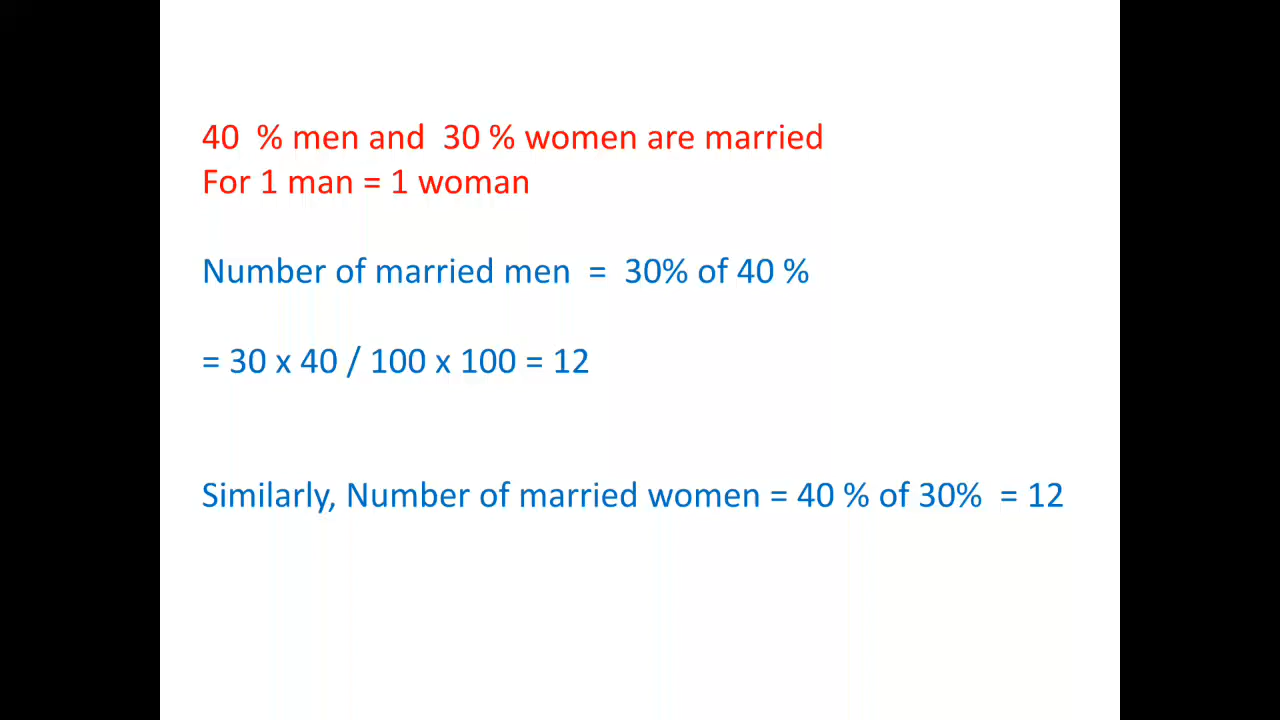 40 % men and 30 % women are married
For 1 man = 1 woman
Number of married men = 30% of 40 %
= 30 x 40 / 100 x 100 = 12
Similarly, Number of married women = 40 % of 30% = 12